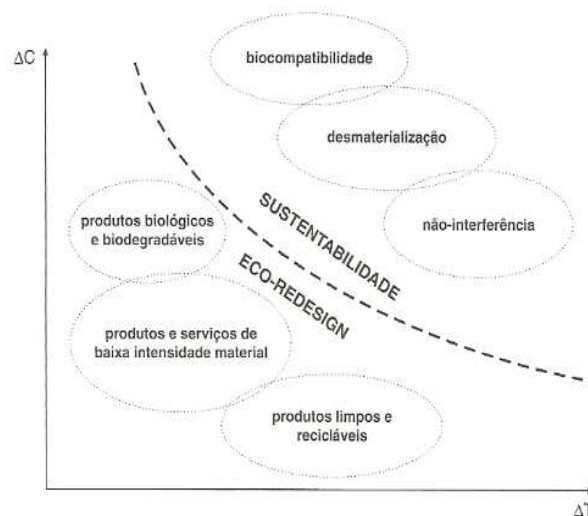 ΔC
biocompatibilidade
desmaterialização
não-interferência
SUSTENTABILIDADE
ECO-REDESIGN
produtos biológicos
e biodegradáveis
produtos e serviços de
baixa intensidade material
produtos limpos e
recicláveis
ΔT